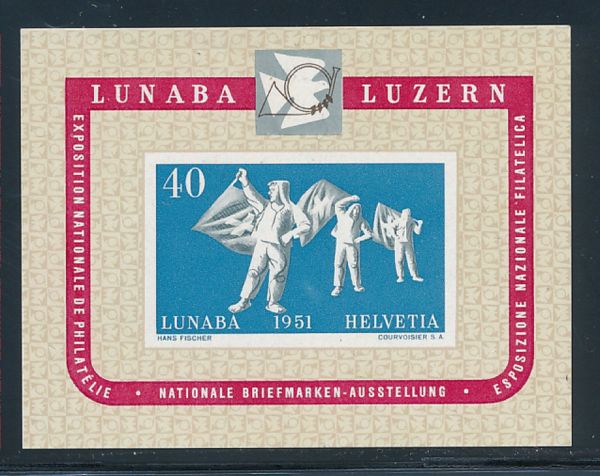 LUNABA LUZERN
EXPOSITION NATIONALE DE PHILATÉLIE
40
LUNABA 1951 HELVETIA
HANS FISCHER COURVOISIER S.A.
• NATIONALE BRIEFMARKEN-AUSSTELLUNG •
ESPOSIZIONE NAZIONALE FILATELICA